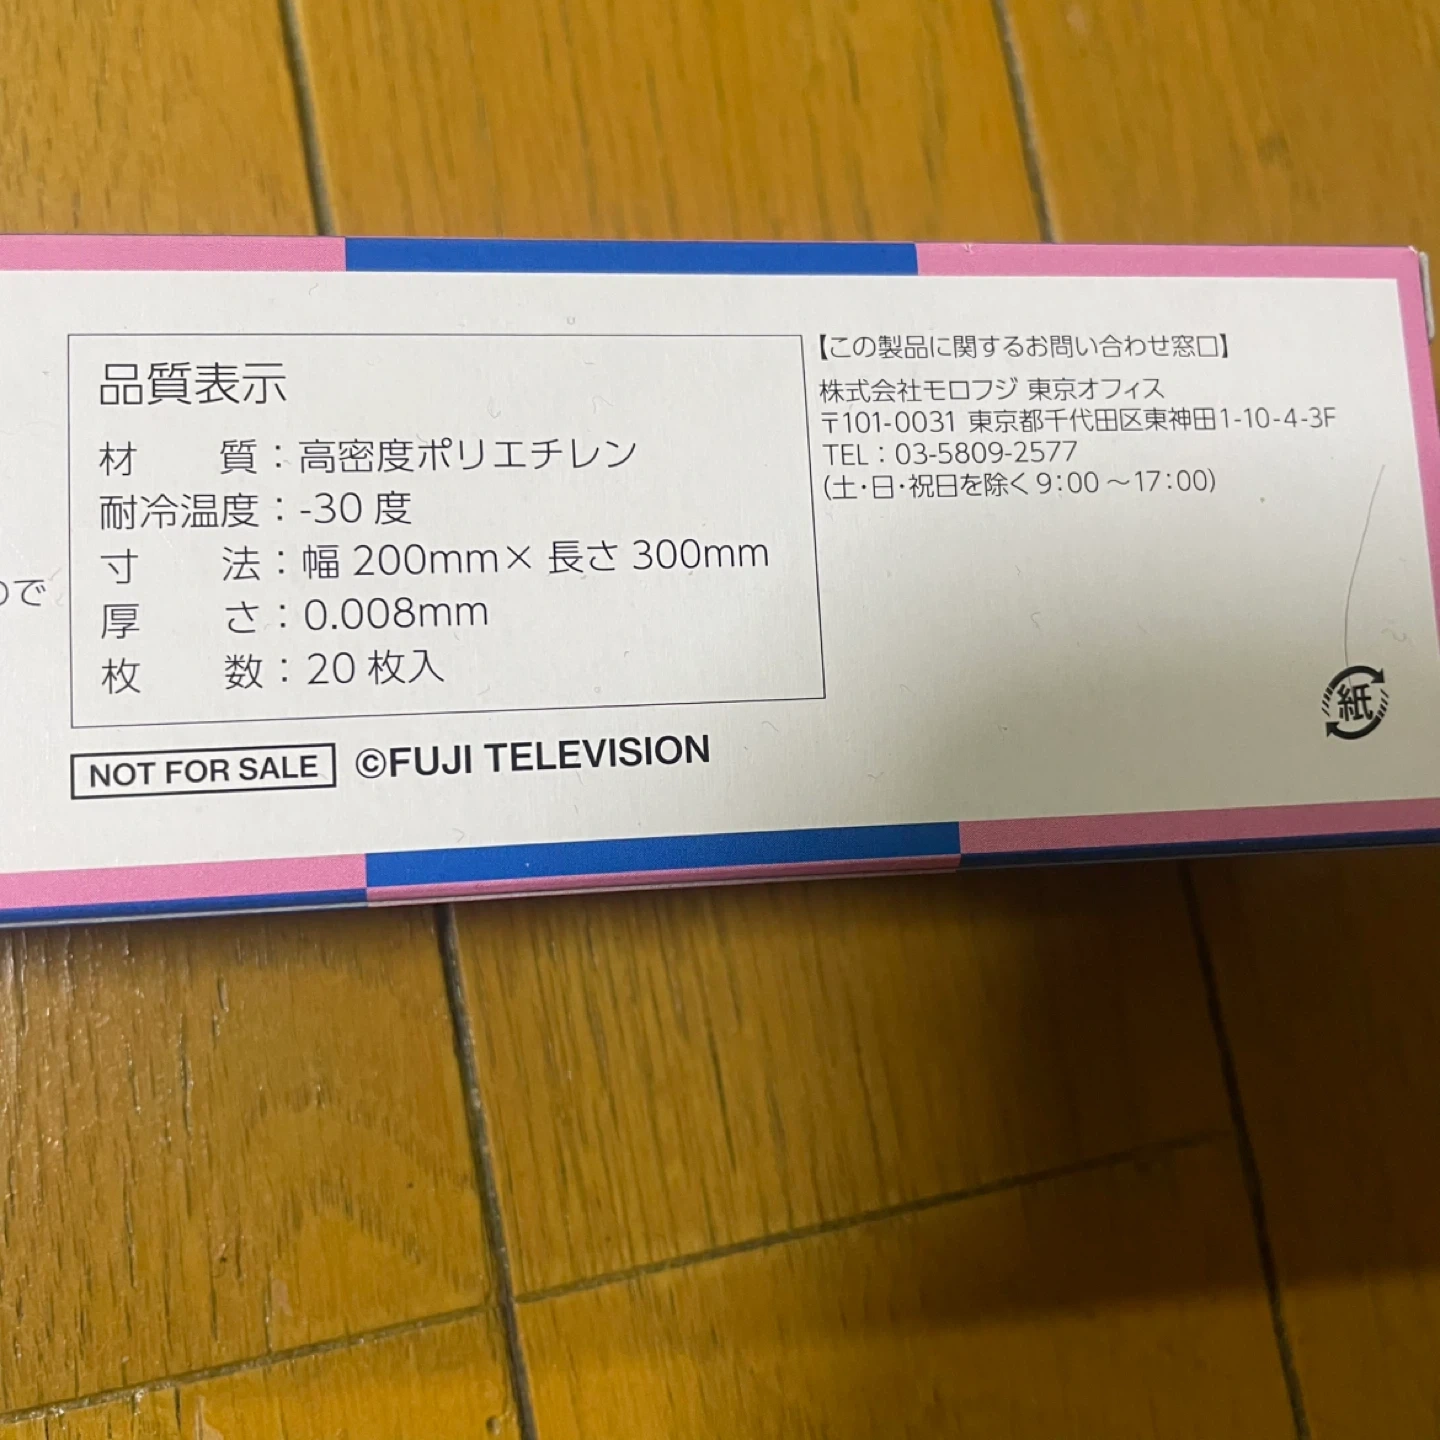 ので
品質表示
材 質：高密度ポリエチレン
耐冷温度：-30 度
寸 法：幅 200mm× 長さ 300mm
厚 さ：0.008mm
枚 数：20 枚入
NOT FOR SALE ©FUJI TELEVISION
【この製品に関するお問い合わせ窓口】
株式会社モロフジ 東京オフィス
〒101-0031 東京都千代田区東神田1-10-4-3F
TEL：03-5809-2577
(土・日・祝日を除く9:00～17:00)
紙